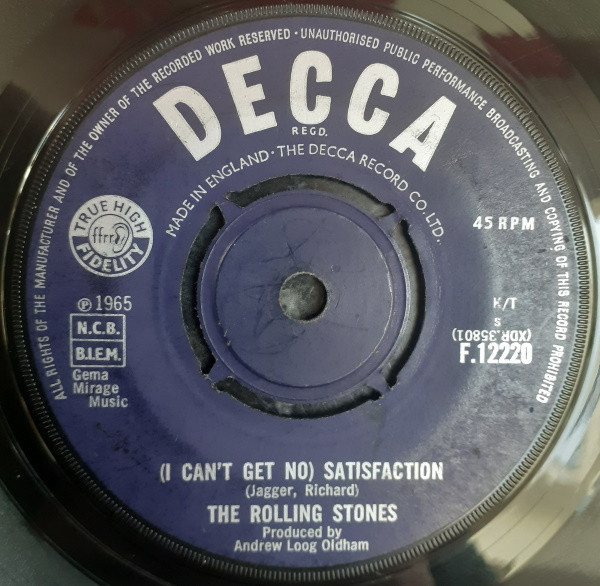 ALL RIGHTS OF THE MANUFACTURER AND OF THE OWNER OF THE RECORDED WORK RESERVED · UNAUTHORISED PUBLIC PERFORMANCE BROADCASTING AND COPYING OF THIS RECORD PROHIBITED
DECCA
REGD.
MADE IN ENGLAND · THE DECCA RECORD CO., LTD.
TRUE HIGH
ffrr
FIDELITY
45 RPM
℗ 1965
N.C.B.
B.I.E.M.
Gema
Mirage
Music
K/T
S
(XDR.35801)
F.12220
(I CAN'T GET NO) SATISFACTION
(Jagger, Richard)
THE ROLLING STONES
Produced by
Andrew Loog Oldham